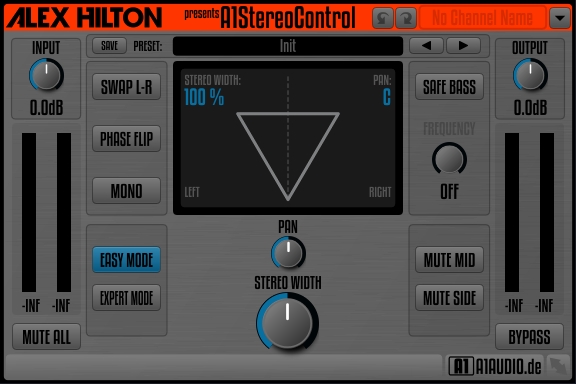 ALEX HILTON presents A1StereoControl
No Channel Name
INPUT
0.0dB
SAVE PRESET: Init
OUTPUT
0.0dB
SWAP L-R
PHASE FLIP
MONO
STEREO WIDTH:
100 %
PAN:
C
LEFT
RIGHT
SAFE BASS
FREQUENCY
OFF
EASY MODE
EXPERT MODE
PAN
STEREO WIDTH
MUTE MID
MUTE SIDE
-INF -INF
-INF -INF
MUTE ALL
BYPASS
A1 A1AUDIO.de